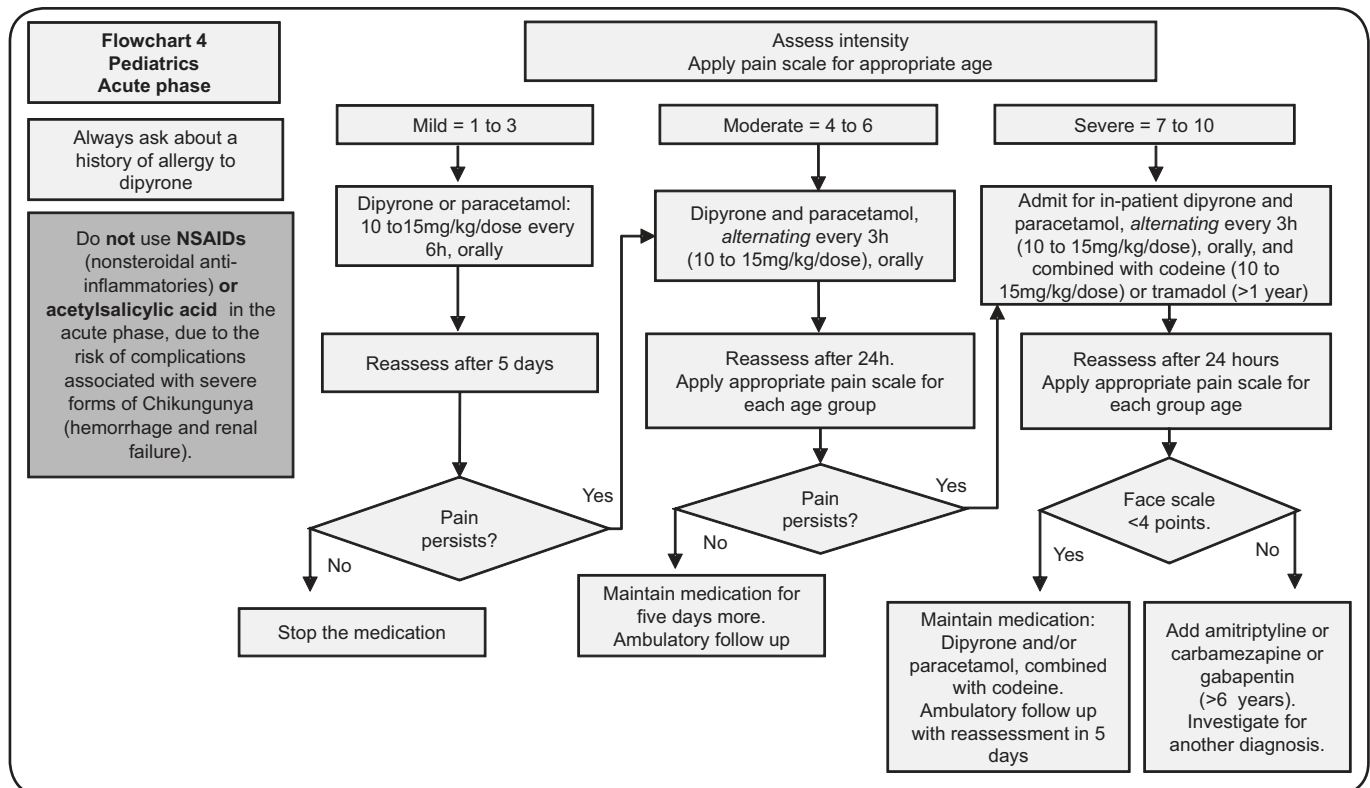 Flowchart 4
Pediatrics
Acute phase
Always ask about a
history of allergy to
dipyrone
Do not use NSAIDs
(nonsteroidal anti-
inflammatories) or
acetylsalicylic acid in the
acute phase, due to the
risk of complications
associated with severe
forms of Chikungunya
(hemorrhage and renal
failure).
Assess intensity
Apply pain scale for appropriate age
Mild = 1 to 3
Dipyrone or paracetamol:
10 to15mg/kg/dose every
6h, orally
Reassess after 5 days
Pain
persists?
Yes
No
Stop the medication
Moderate = 4 to 6
Dipyrone and paracetamol,
alternating every 3h
(10 to 15mg/kg/dose), orally
Reassess after 24h.
Apply appropriate pain scale for
each age group
Pain
persists?
Yes
No
Maintain medication for
five days more.
Ambulatory follow up
Severe = 7 to 10
Admit for in-patient dipyrone and
paracetamol, alternating every 3h
(10 to 15mg/kg/dose), orally, and
combined with codeine (10 to
15mg/kg/dose) or tramadol (>1 year)
Reassess after 24 hours
Apply appropriate pain scale for
each group age
Face scale
<4 points.
Yes
No
Maintain medication:
Dipyrone and/or
paracetamol, combined
with codeine.
Ambulatory follow up
with reassessment in 5
days
Add amitriptyline or
carbamezapine or
gabapentin
(>6 years).
Investigate for
another diagnosis.